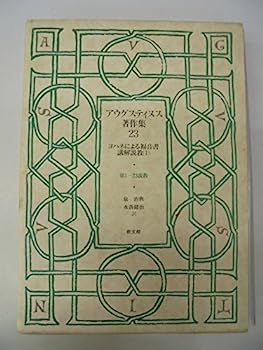 A V G
アウグスティヌス
著作集
23
ヨハネによる福音書
講解説教(1)
第1-23説教
泉 治典
水落健治
訳
教文館
S V
V S
N I T